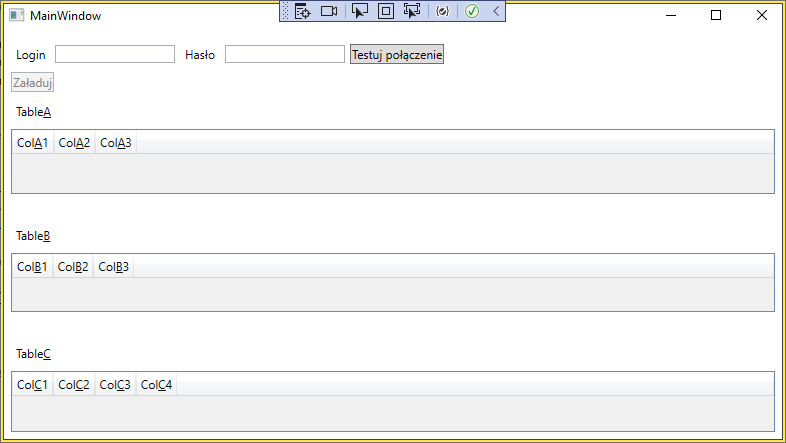 MainWindow
Login Hasło Testuj połączenie
Załaduj
TableA
ColA1 ColA2 ColA3
TableB
ColB1 ColB2 ColB3
TableC
ColC1 ColC2 ColC3 ColC4